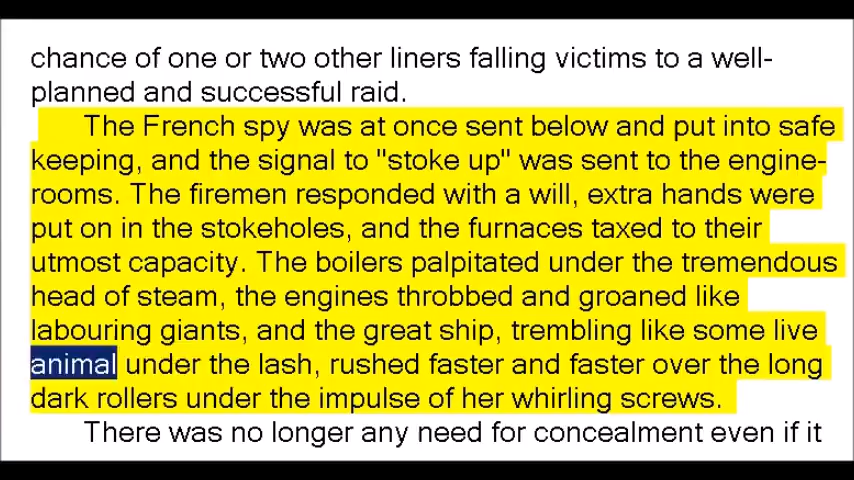 chance of one or two other liners falling victims to a well-
planned and successful raid.
The French spy was at once sent below and put into safe
keeping, and the signal to "stoke up" was sent to the engine-
rooms. The firemen responded with a will, extra hands were
put on in the stokeholes, and the furnaces taxed to their
utmost capacity. The boilers palpitated under the tremendous
head of steam, the engines throbbed and groaned like
labouring giants, and the great ship, trembling like some live
animal under the lash, rushed faster and faster over the long
dark rollers under the impulse of her whirling screws.
There was no longer any need for concealment even if it